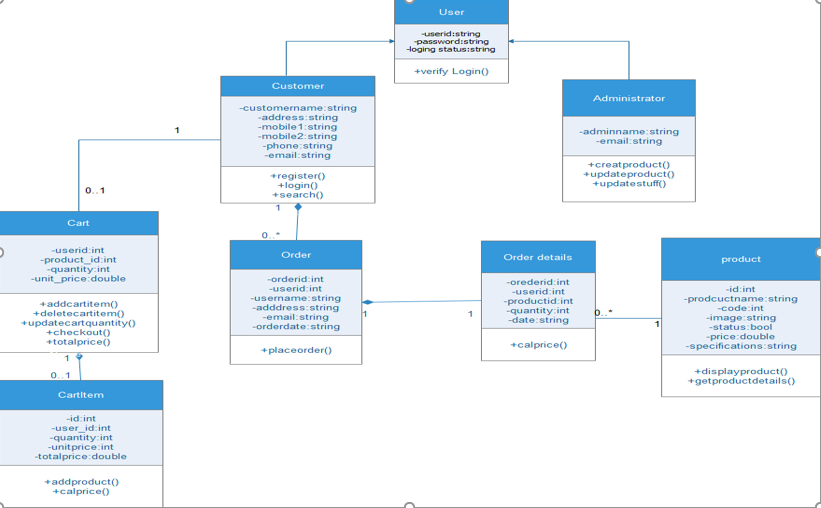 User
-userid:string
-password:string
-loging status:string
+verify Login()
Customer
-customername:string
-address:string
-mobile1:string
-mobile2:string
-phone:string
-email:string
+register()
+login()
+search()
Administrator
-adminname:string
-email:string
+creatproduct()
+updateproduct()
+updatestuff()
1
0..1
Cart
-userid:int
-product_id:int
-quantity:int
-unit_price:double
+addcartitem()
+deletecartitem()
+updatecartquantity()
+checkout()
+totalprice()
1
0..*
Order
-orderid:int
-userid:int
-username:string
-adddress:string
-email:string
-orderdate:string
+placeorder()
1
1
Order details
-orederid:int
-userid:int
-productid:int
-quantity:int
-date:string
+calprice()
0..*
1
product
-id:int
-prodcuctname:string
-code:int
-image:string
-status:bool
-price:double
-specifications:string
+displayproduct()
+getproductdetails()
1
0..1
CartItem
-id:int
-user_id:int
-quantity:int
-unitprice:int
-totalprice:double
+addproduct()
+calprice()